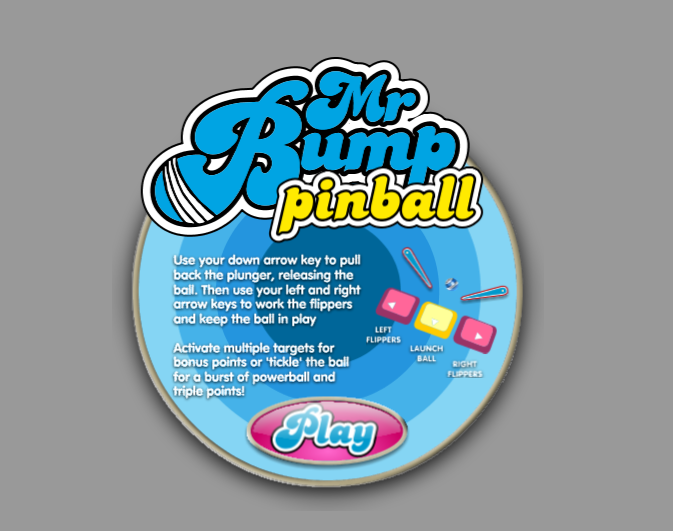 Mr
Bump
pinball
Use your down arrow key to pull
back the plunger, releasing the
ball. Then use your left and right
arrow keys to work the flippers
and keep the ball in play
Activate multiple targets for
bonus points or 'tickle' the ball
for a burst of powerball and
triple points!
LEFT
FLIPPERS
LAUNCH
BALL
RIGHT
FLIPPERS
Play